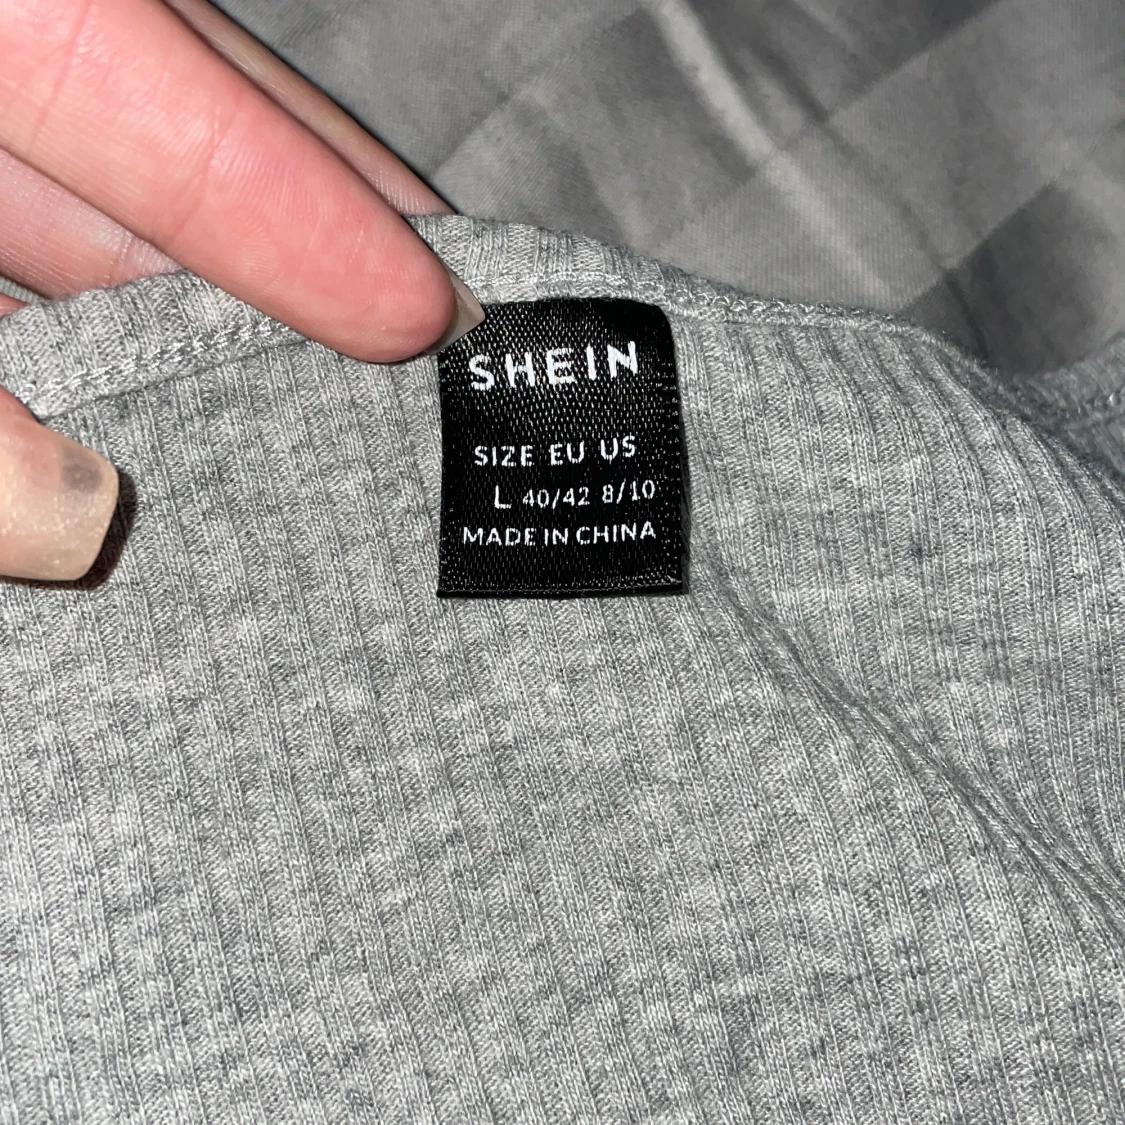 SHEIN
SIZE EU US
L 40/42 8/10
MADE IN CHINA